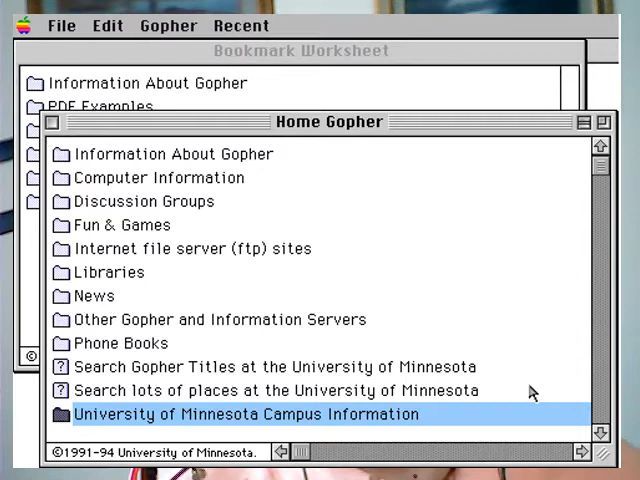 File Edit Gopher Recent
Bookmark Worksheet
Information About Gopher
PDF Examples
Home Gopher
Information About Gopher
Computer Information
Discussion Groups
Fun & Games
Internet file server (ftp) sites
Libraries
News
Other Gopher and Information Servers
Phone Books
? Search Gopher Titles at the University of Minnesota
? Search lots of places at the University of Minnesota
University of Minnesota Campus Information
©1991-94 University of Minnesota.
©